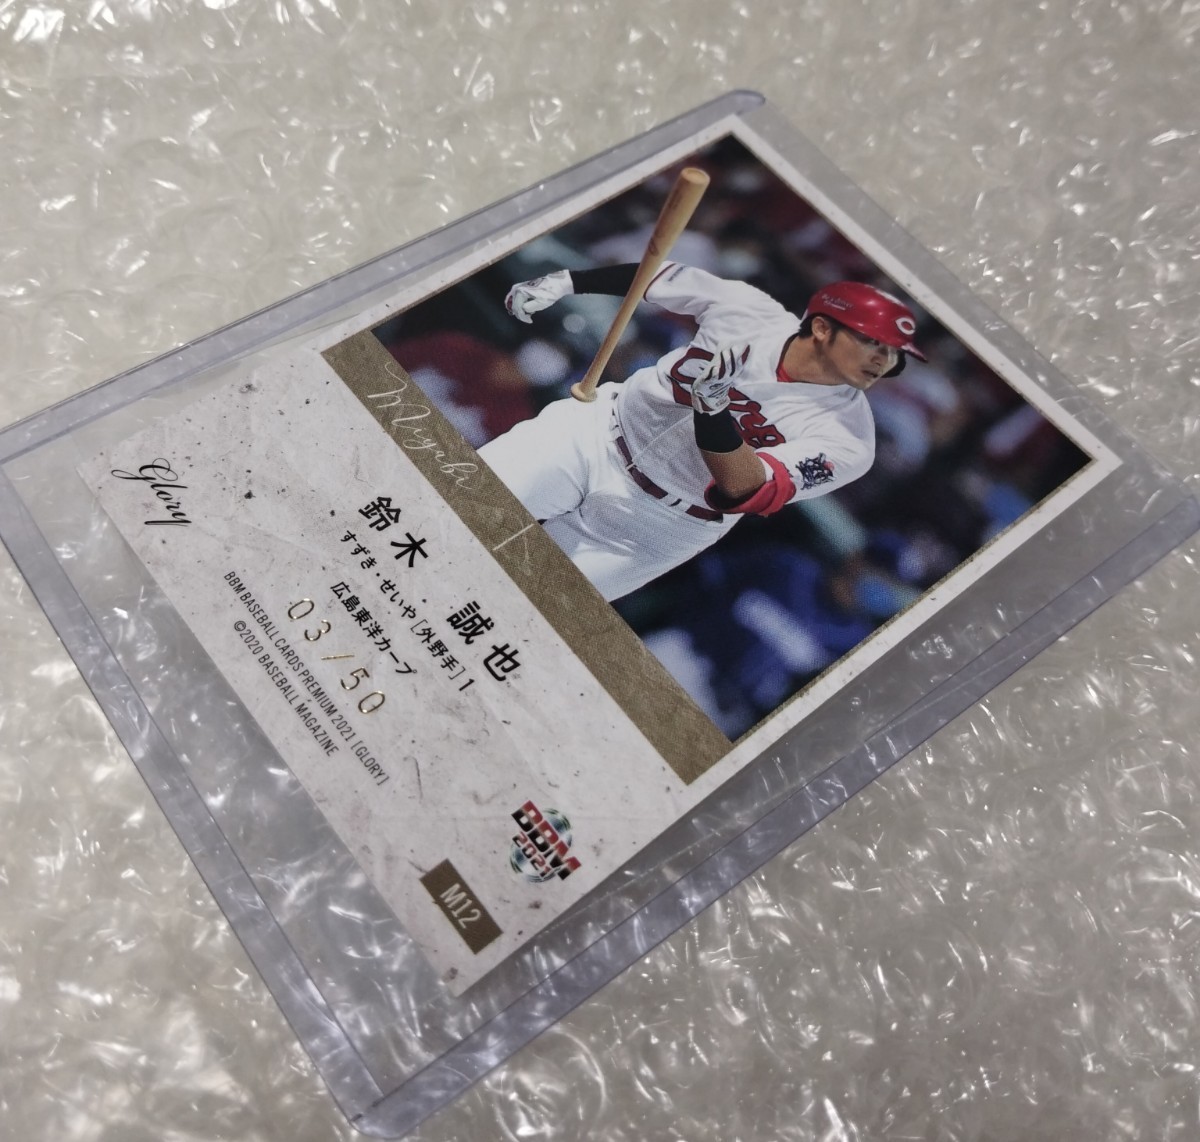 Miyabi
鈴木 誠也
すずき・せいや [外野手] 1
広島東洋カープ
03/50
Glory
BBM BASEBALL CARDS PREMIUM 2021 [GLORY]
©2020 BASEBALL MAGAZINE
BBM
2021
M12